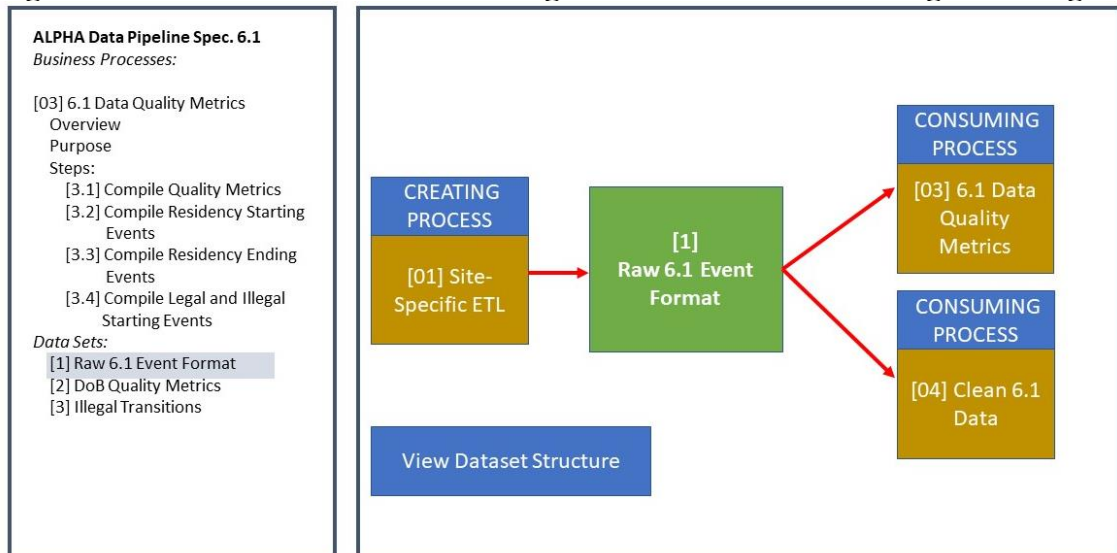 ALPHA Data Pipeline Spec. 6.1
Business Processes:
[03] 6.1 Data Quality Metrics
Overview
Purpose
Steps:
[3.1] Compile Quality Metrics
[3.2] Compile Residency Starting
Events
[3.3] Compile Residency Ending
Events
[3.4] Compile Legal and Illegal
Starting Events
Data Sets:
[1] Raw 6.1 Event Format
[2] DoB Quality Metrics
[3] Illegal Transitions
CREATING
PROCESS
[01] Site-
Specific ETL
[1]
Raw 6.1 Event
Format
CONSUMING
PROCESS
[03] 6.1 Data
Quality
Metrics
CONSUMING
PROCESS
[04] Clean 6.1
Data
View Dataset Structure